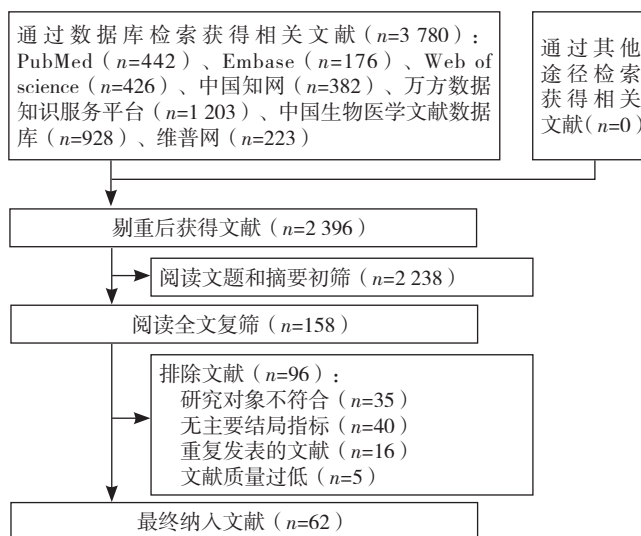 通过数据库检索获得相关文献（n=3 780）：
PubMed（n=442）、Embase（n=176）、Web of
science（n=426）、中国知网（n=382）、万方数据
知识服务平台（n=1 203）、中国生物医学文献数据
库（n=928）、维普网（n=223）
通过其他
途径检索
获得相关
文献（n=0）
剔重后获得文献（n=2 396）
阅读文题和摘要初筛（n=2 238）
阅读全文复筛（n=158）
排除文献（n=96）：
研究对象不符合（n=35）
无主要结局指标（n=40）
重复发表的文献（n=16）
文献质量过低（n=5）
最终纳入文献（n=62）